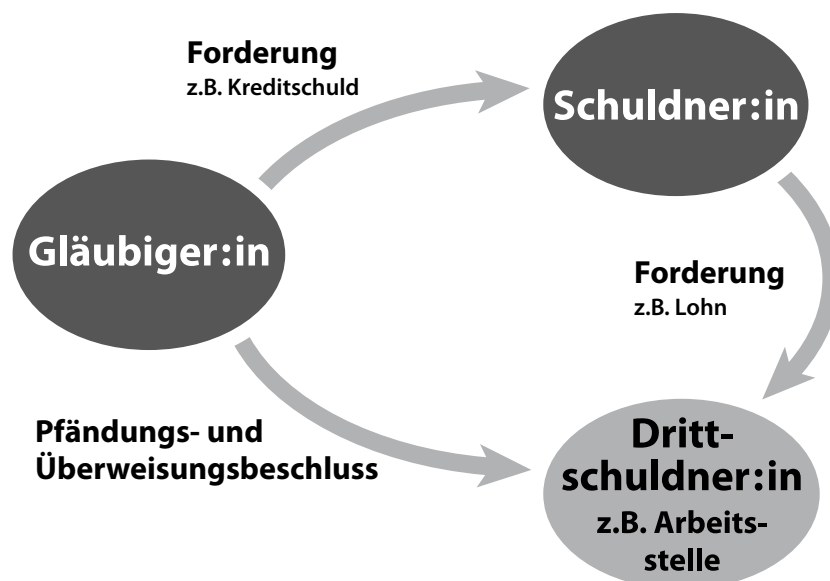 Forderung
z.B. Kreditschuld
Schuldner:in
Gläubiger:in
Forderung
z.B. Lohn
Pfändungs- und
Überweisungsbeschluss
Dritt-
schuldner:in
z.B. Arbeits-
stelle